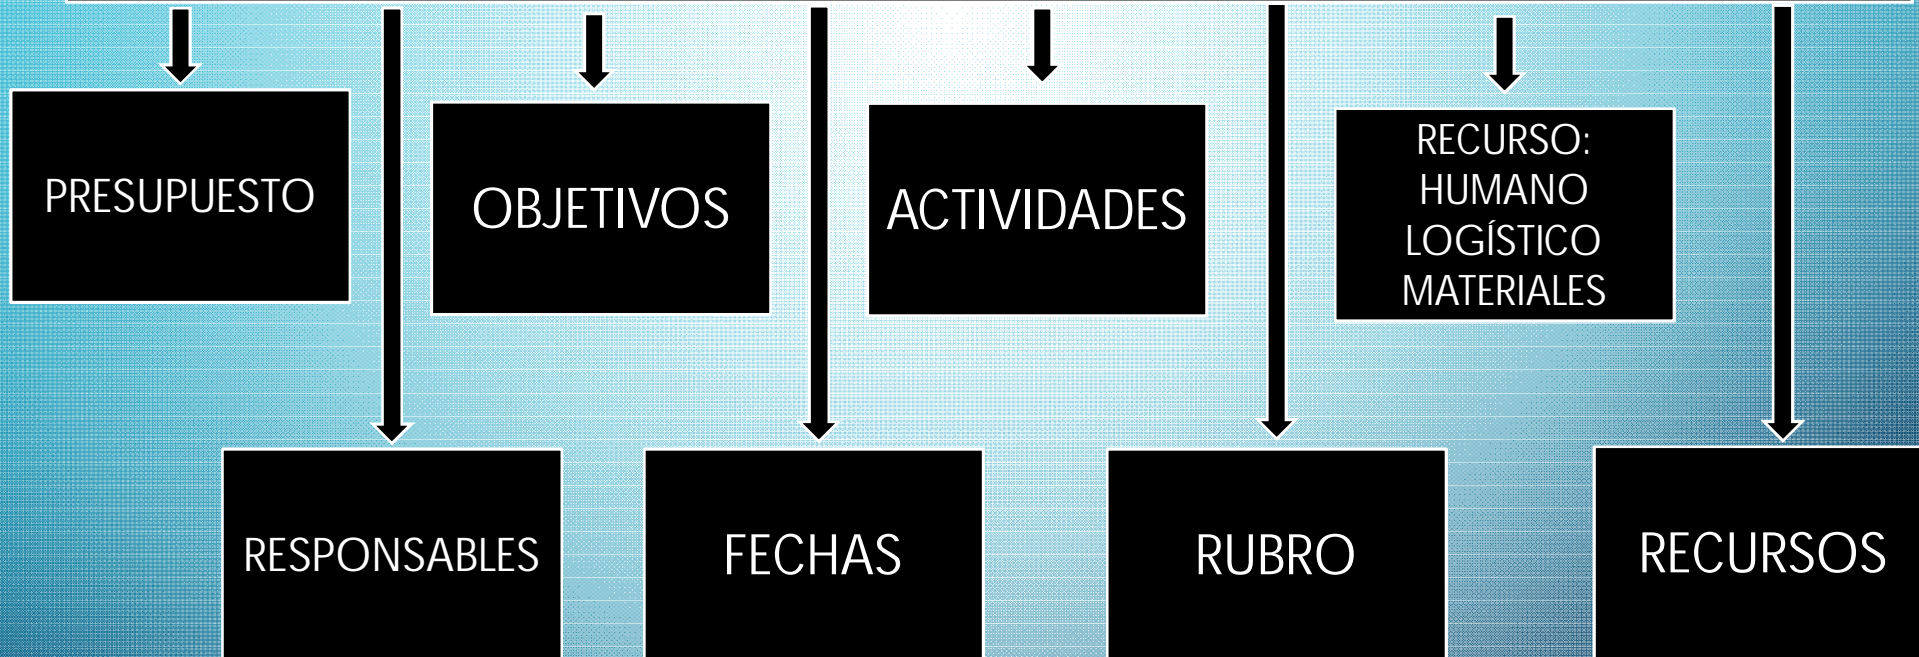 PRESUPUESTO
OBJETIVOS
ACTIVIDADES
RECURSO:
HUMANO
LOGÍSTICO
MATERIALES
RESPONSABLES
FECHAS
RUBRO
RECURSOS